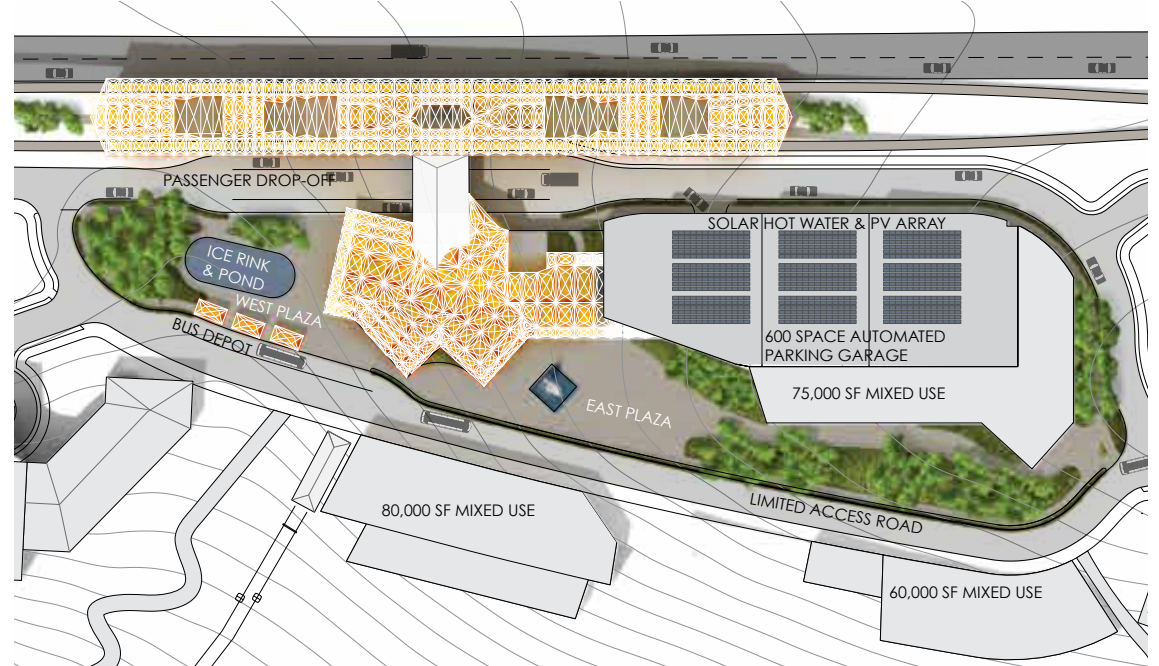 PASSENGER DROP-OFF
SOLAR HOT WATER & PV ARRAY
ICE RINK
& POND
WEST PLAZA
BUS DEPOT
600 SPACE AUTOMATED
PARKING GARAGE
75,000 SF MIXED USE
EAST PLAZA
80,000 SF MIXED USE
LIMITED ACCESS ROAD
60,000 SF MIXED USE